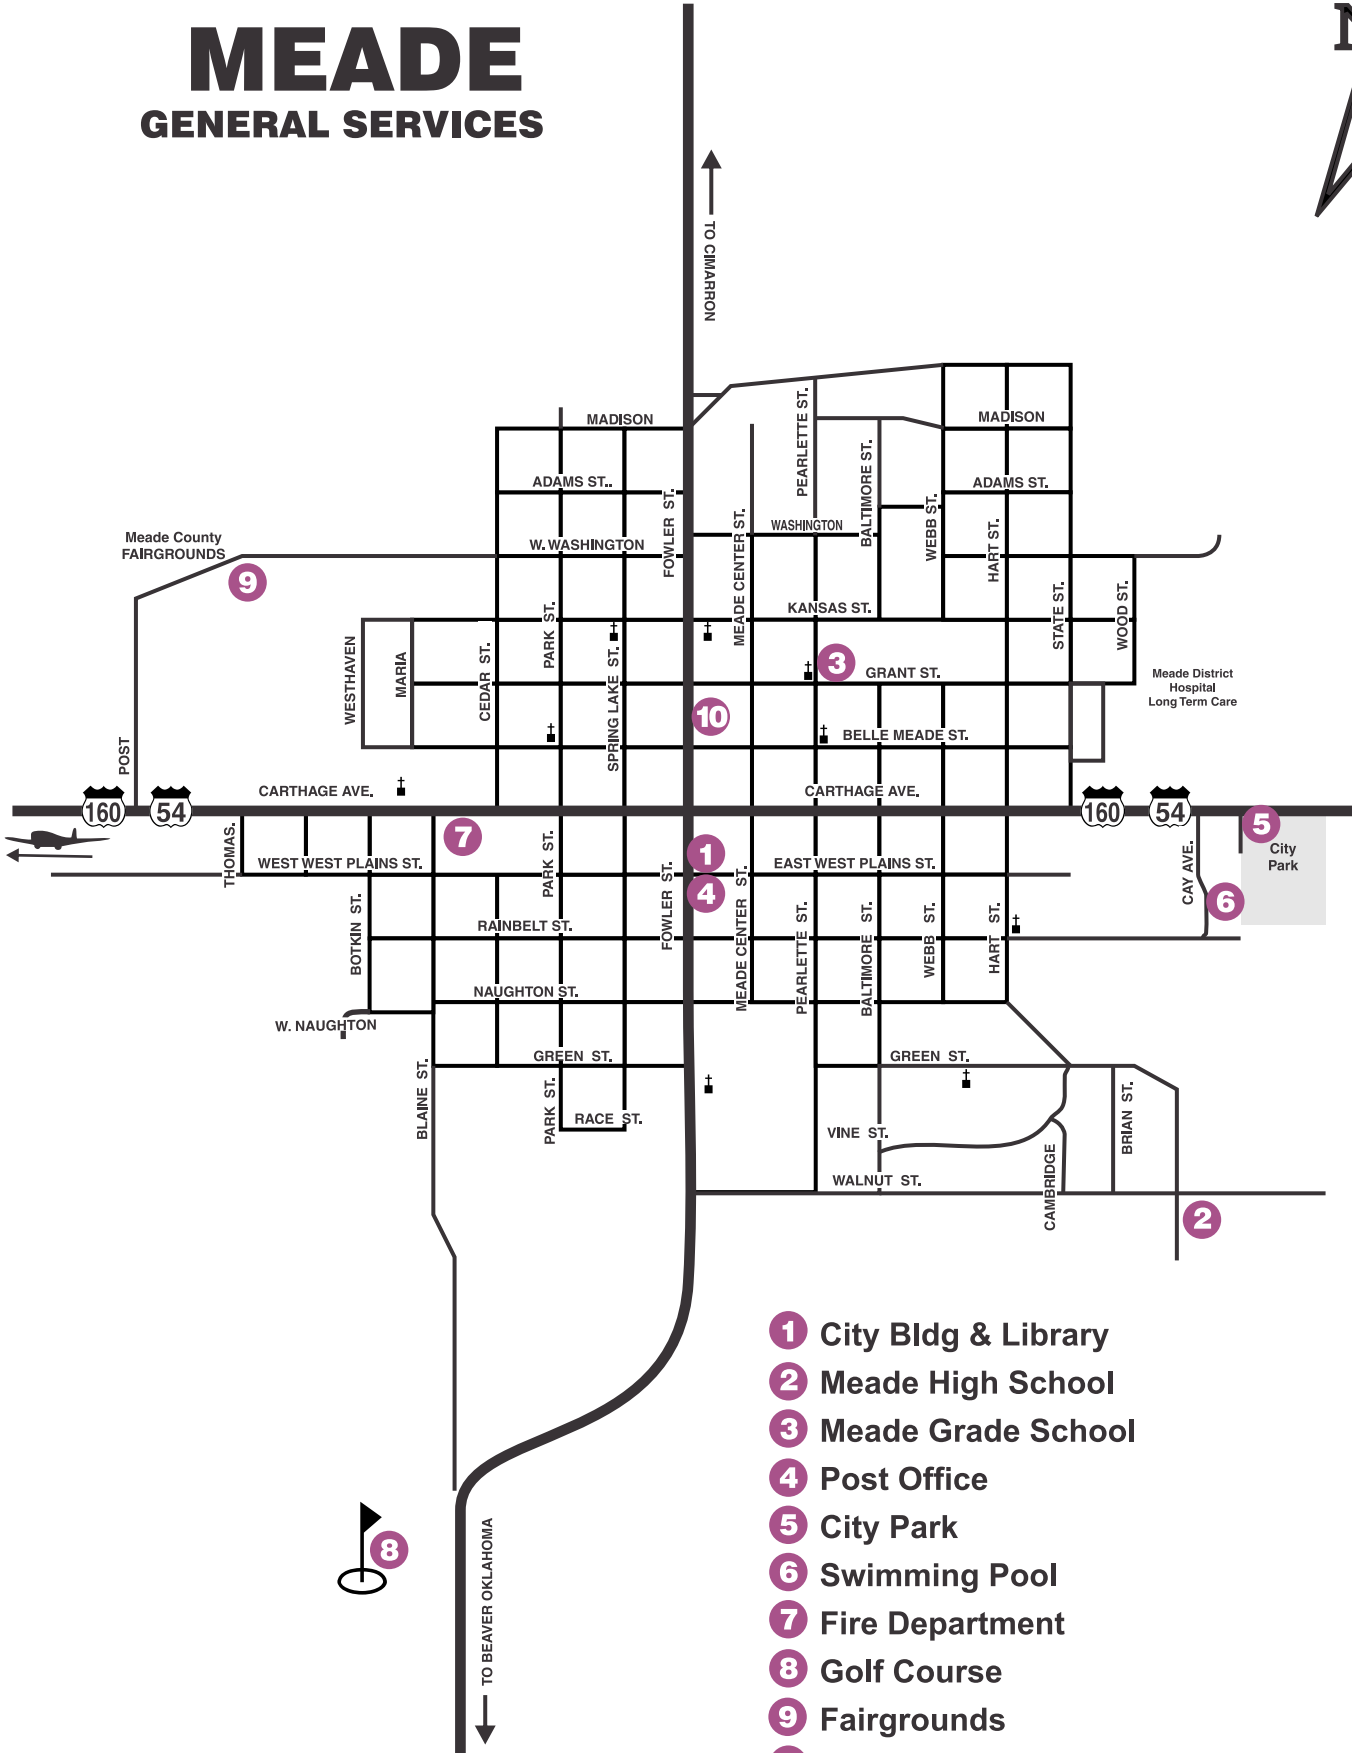 MEADE
GENERAL SERVICES
N
TO CIMARRON
MADISON
MADISON
PEARLETTE ST.
ADAMS ST..
ADAMS ST.
BALTIMORE ST.
FOWLER ST.
MEADE CENTER ST.
WASHINGTON
WEBB ST.
HART ST.
Meade County
FAIRGROUNDS
W. WASHINGTON
9
KANSAS ST.
STATE ST.
WOOD ST.
WESTHAVEN
MARIA
CEDAR ST.
PARK ST.
SPRING LAKE ST.
3
GRANT ST.
Meade District
Hospital
Long Term Care
10
BELLE MEADE ST.
POST
CARTHAGE AVE.
CARTHAGE AVE.
160
54
160
54
5
City
Park
7
THOMAS.
WEST WEST PLAINS ST.
PARK ST.
1
EAST WEST PLAINS ST.
CAY AVE.
4
6
BOTKIN ST.
RAINBELT ST.
FOWLER ST.
MEADE CENTER ST.
PEARLETTE ST.
BALTIMORE ST.
WEBB ST.
HART ST.
NAUGHTON ST.
W. NAUGHTON
BLAINE ST.
GREEN ST.
GREEN ST.
PARK ST.
RACE ST.
VINE ST.
BRIAN ST.
WALNUT ST.
CAMBRIDGE
2
1 City Bldg & Library
2 Meade High School
3 Meade Grade School
4 Post Office
5 City Park
6 Swimming Pool
7 Fire Department
8 Golf Course
9 Fairgrounds
8
TO BEAVER OKLAHOMA